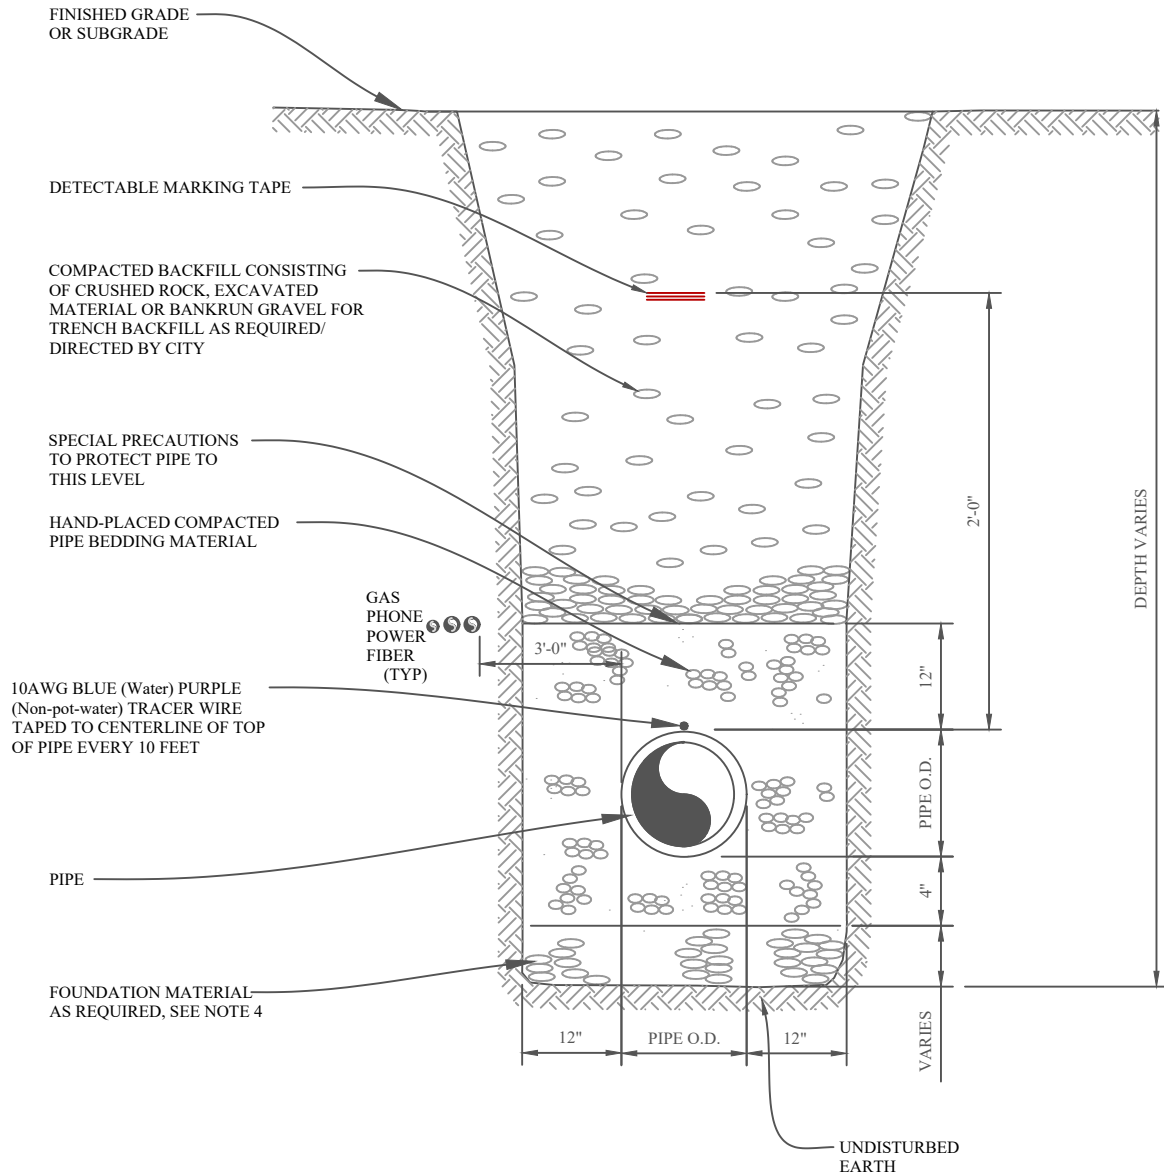 FINISHED GRADE
OR SUBGRADE
DETECTABLE MARKING TAPE
COMPACTED BACKFILL CONSISTING
OF CRUSHED ROCK, EXCAVATED
MATERIAL OR BANKRUN GRAVEL FOR
TRENCH BACKFILL AS REQUIRED/
DIRECTED BY CITY
SPECIAL PRECAUTIONS
TO PROTECT PIPE TO
THIS LEVEL
HAND-PLACED COMPACTED
PIPE BEDDING MATERIAL
GAS
PHONE
POWER
FIBER
(TYP)
3'-0"
10AWG BLUE (Water) PURPLE
(Non-pot-water) TRACER WIRE
TAPED TO CENTERLINE OF TOP
OF PIPE EVERY 10 FEET
PIPE
FOUNDATION MATERIAL
AS REQUIRED, SEE NOTE 4
12"
PIPE O.D.
12"
2'-0"
12"
PIPE O.D.
4"
VARIES
DEPTH VARIES
UNDISTURBED
EARTH